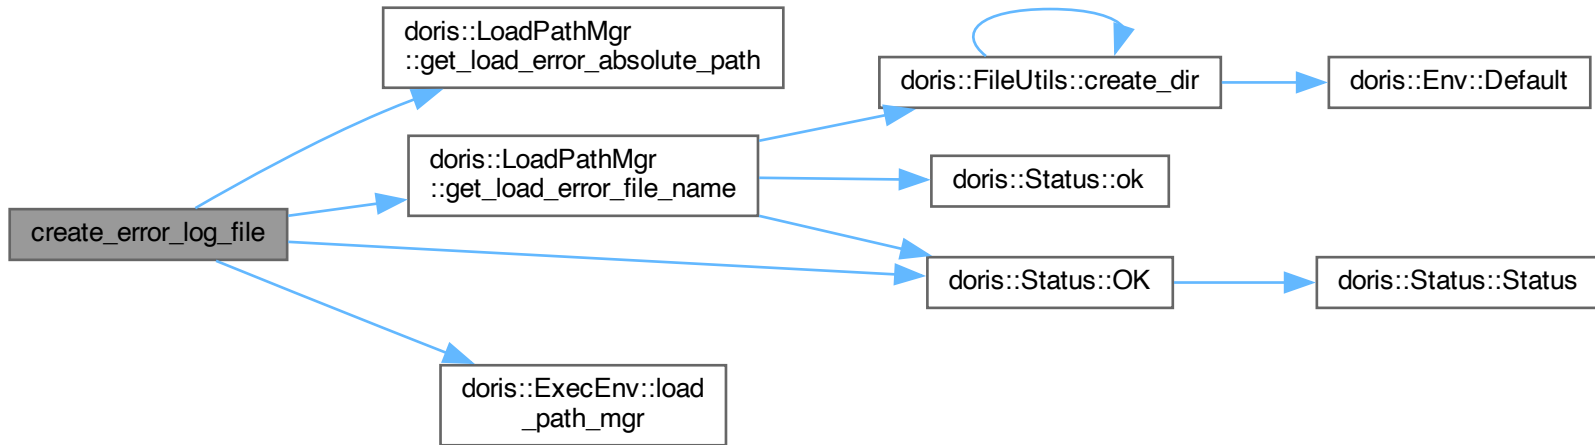 create_error_log_file
doris::LoadPathMgr
::get_load_error_absolute_path
doris::LoadPathMgr
::get_load_error_file_name
doris::FileUtils::create_dir
doris::Env::Default
doris::Status::ok
doris::Status::OK
doris::Status::Status
doris::ExecEnv::load
_path_mgr